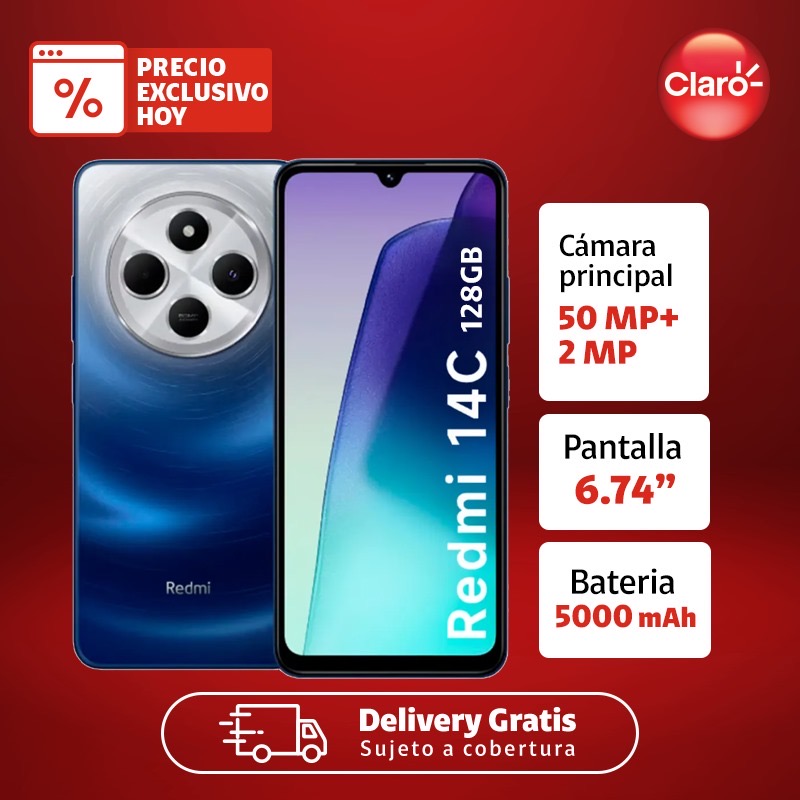 %
PRECIO
EXCLUSIVO
HOY
Claro
Redmi
Redmi 14C 128GB
Cámara
principal
50 MP+
2 MP
Pantalla
6.74”
Bateria
5000 mAh
Delivery Gratis
Sujeto a cobertura